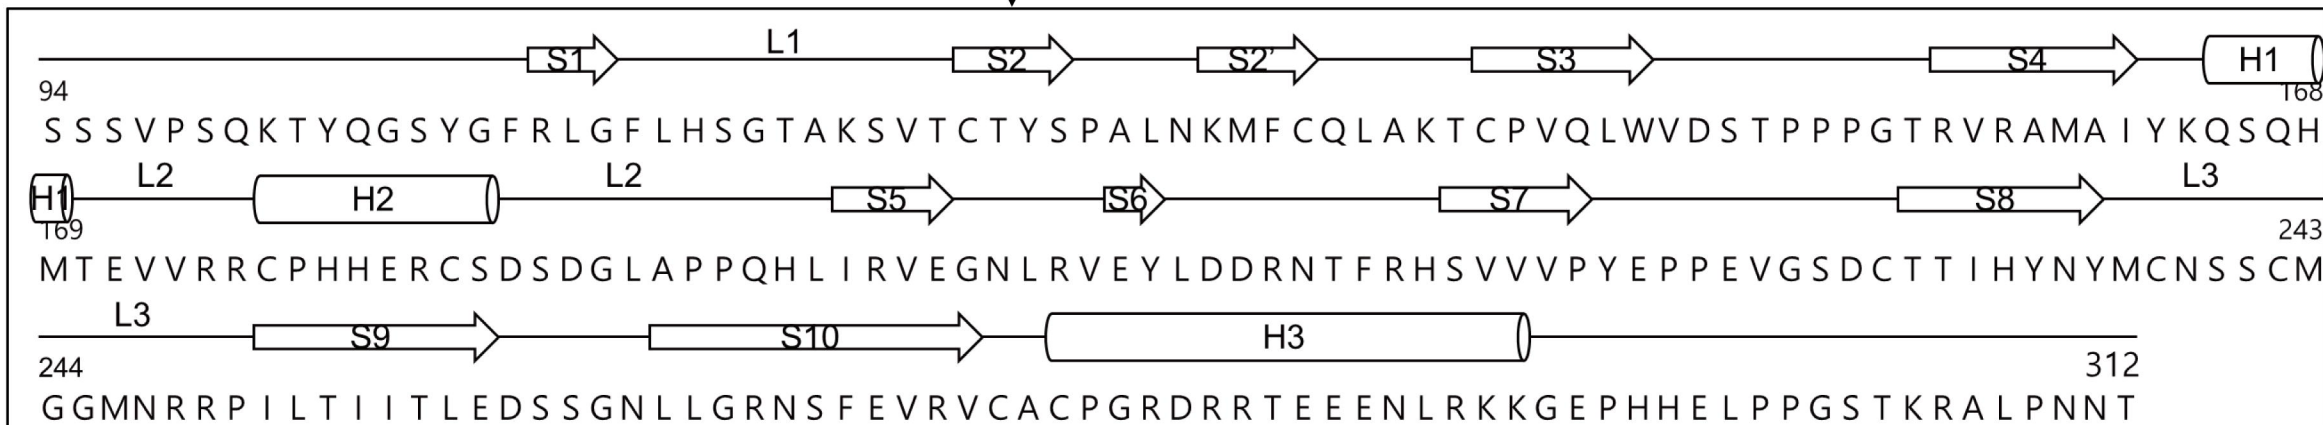 S1 L1 S2 S2' S3 S4 H1
94 168
S S S V P S Q K T Y Q G S Y G F R L G F L H S G T A K S V T C T Y S P A L N K M F C Q L A K T C P V Q L W V D S T P P P G T R V R A M A I Y K Q S Q H
H1 L2 H2 L2 S5 S6 S7 S8 L3
169 243
M T E V V R R C P H H E R C S D S D G L A P P Q H L I R V E G N L R V E Y L D D R N T F R H S V V V P Y E P P E V G S D C T T I H Y N Y M C N S S C M
L3 S9 S10 H3
244 312
G G M N R R P I L T I I T L E D S S G N L L G R N S F E V R V C A C P G R D R R T E E E N L R K K G E P H H E L P P G S T K R A L P N N T